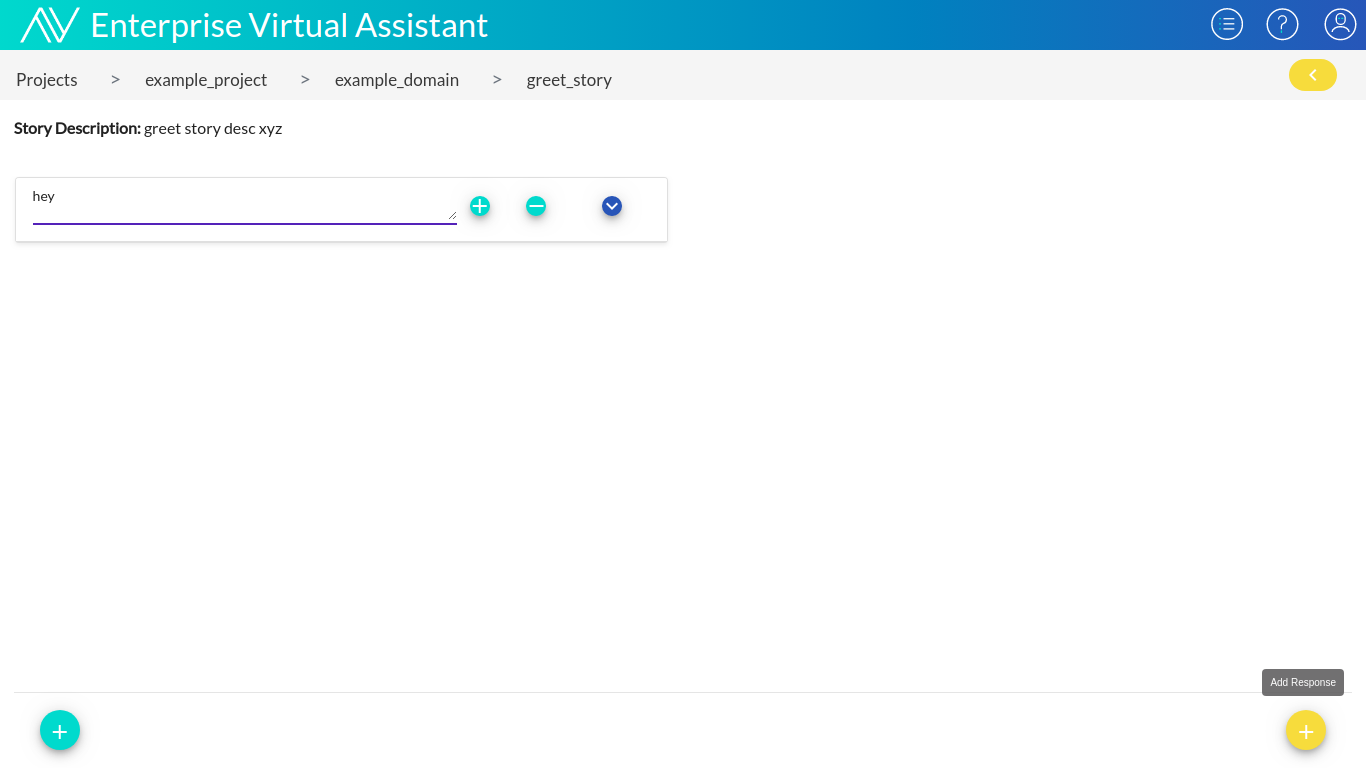 Enterprise Virtual Assistant
Projects > example_project > example_domain > greet_story
Story Description: greet story desc xyz
hey
Add Response